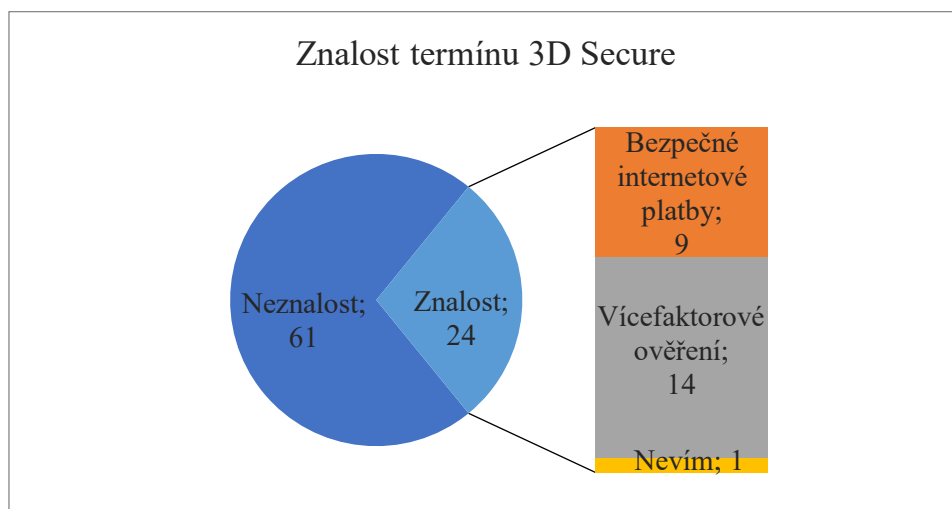 Znalost termínu 3D Secure
Neznalost;
61
Znalost;
24
Bezpečné
internetové
platby;
9
Vícefaktorové
ověření;
14
Nevím; 1